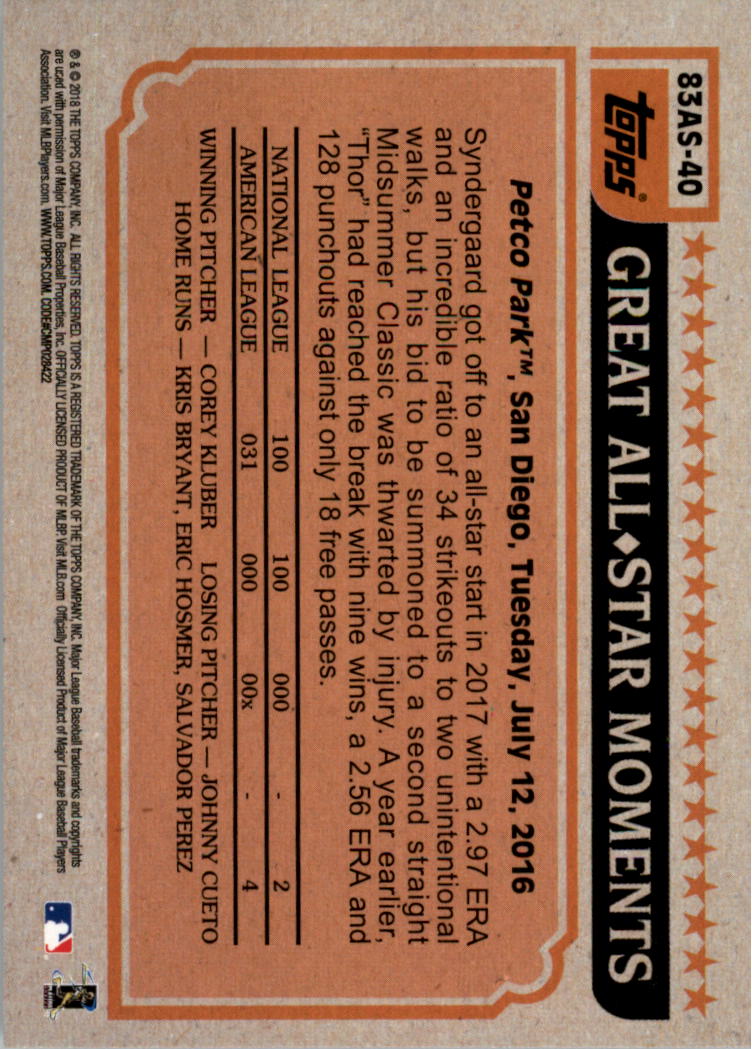 83AS-40
topps®
GREAT ALL◆STAR MOMENTS
Petco Park™, San Diego, Tuesday, July 12, 2016
Syndergaard got off to an all-star start in 2017 with a 2.97 ERA
and an incredible ratio of 34 strikeouts to two unintentional
walks, but his bid to be summoned to a second straight
Midsummer Classic was thwarted by injury. A year earlier,
"Thor" had reached the break with nine wins, a 2.56 ERA and
128 punchouts against only 18 free passes.
NATIONAL LEAGUE 100 100 000 - 2
AMERICAN LEAGUE 031 000 00x - 4
WINNING PITCHER — COREY KLUBER LOSING PITCHER — JOHNNY CUETO
HOME RUNS — KRIS BRYANT, ERIC HOSMER, SALVADOR PEREZ
® & © 2018 THE TOPPS COMPANY, INC. ALL RIGHTS RESERVED. TOPPS IS A REGISTERED TRADEMARK OF THE TOPPS COMPANY, INC. Major League Baseball trademarks and copyrights
are used with permission of Major League Baseball Properties, Inc. OFFICIALLY LICENSED PRODUCT OF MLBP. Visit MLB.com Officially Licensed Product of Major League Baseball Players
Association. Visit MLBPlayers.com. WWW.TOPPS.COM. CODE#CMP028422